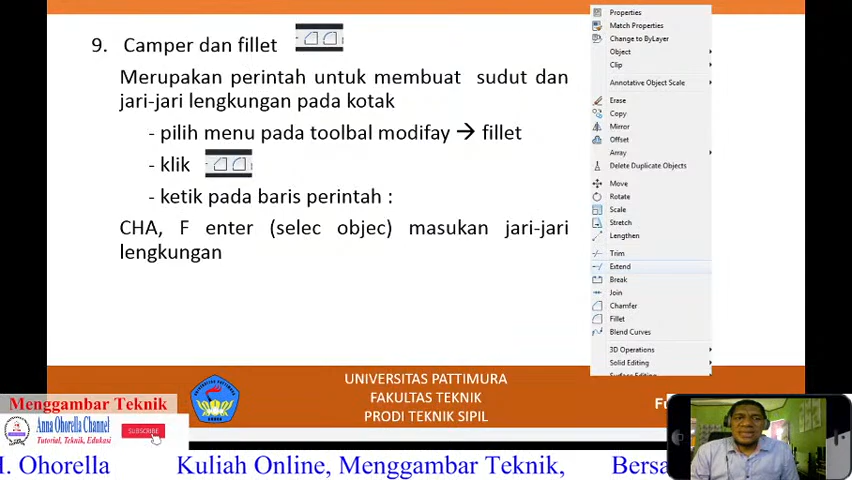 9. Camper dan fillet
Merupakan perintah untuk membuat sudut dan
jari-jari lengkungan pada kotak
- pilih menu pada toolbal modifay → fillet
- klik
- ketik pada baris perintah :
CHA, F enter (selec objec) masukan jari-jari
lengkungan
Properties
Match Properties
Change to ByLayer
Object
Clip
Annotative Object Scale
Erase
Copy
Mirror
Offset
Array
Delete Duplicate Objects
Move
Rotate
Scale
Stretch
Lengthen
Trim
Extend
Break
Join
Chamfer
Fillet
Blend Curves
3D Operations
Solid Editing
Surface Editing
UNIVERSITAS PATTIMURA
FAKULTAS TEKNIK
PRODI TEKNIK SIPIL
Menggambar Teknik
Anna Ohorella Channel
Tutorial, Teknik, Edukasi
SUBSCRIBE
I. Ohorella Kuliah Online, Menggambar Teknik, Bersa